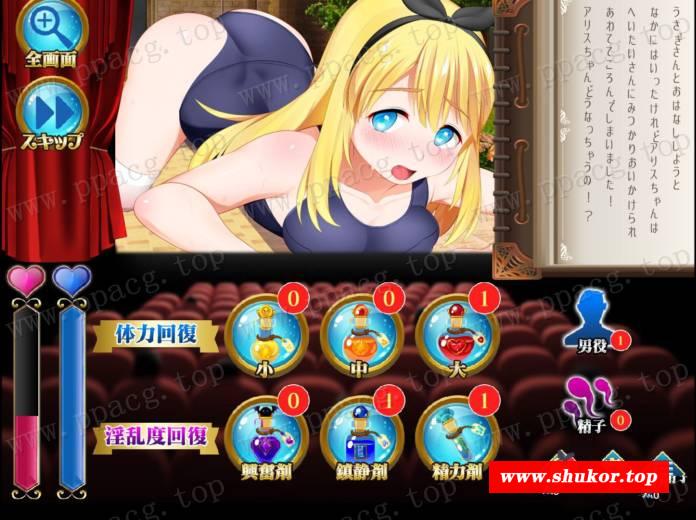 うさぎさんとおはなししようと
なかにはいったけれどアリスちゃんは
へいたいさんにみつかりおいかけられ
あわててころんでしまいました!
アリスちゃんどうなっちゃうの!?
全画面
スキップ
体力回復
0
小
0
中
1
大
男役
1
淫乱度回復
0
興奮剤
1
鎮静剤
1
精力剤
精子
0
www.shukor.top
www.ppacg.top